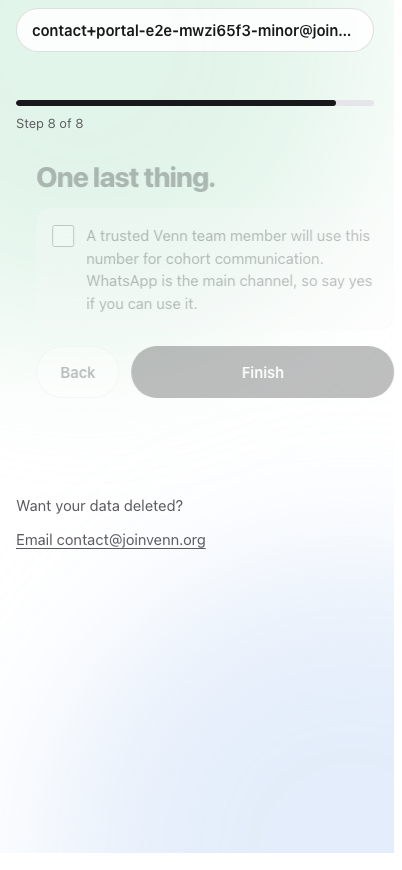 contact+portal-e2e-mwzi65f3-minor@join...
Step 8 of 8
One last thing.
A trusted Venn team member will use this
number for cohort communication.
WhatsApp is the main channel, so say yes
if you can use it.
Back
Finish
Want your data deleted?
Email contact@joinvenn.org